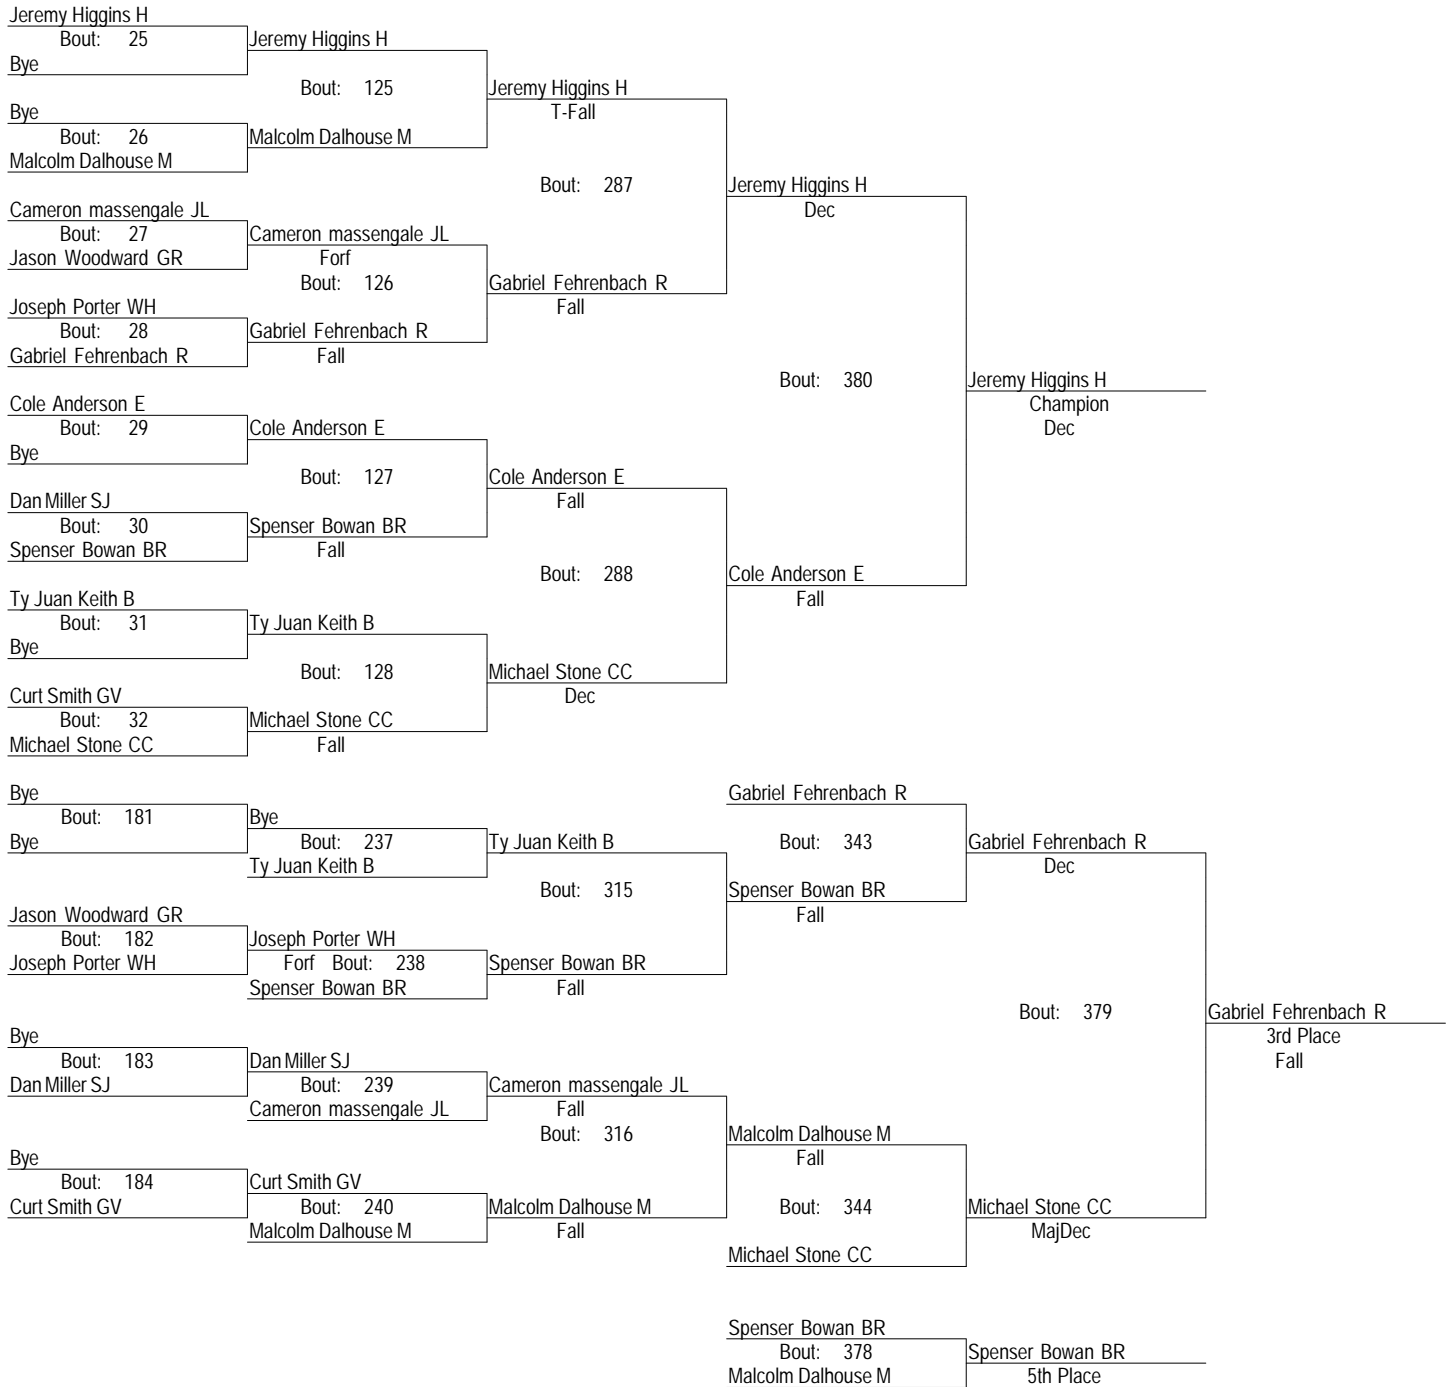 Jeremy Higgins H
Bout: 25
Bye
Jeremy Higgins H
Bout: 125
Bye
Bout: 26
Malcolm Dalhouse M
Malcolm Dalhouse M
Jeremy Higgins H
T-Fall
Bout: 287
Cameron massengale JL
Bout: 27
Jason Woodward GR
Cameron massengale JL
Forf
Bout: 126
Joseph Porter WH
Bout: 28
Gabriel Fehrenbach R
Gabriel Fehrenbach R
Fall
Gabriel Fehrenbach R
Fall
Jeremy Higgins H
Dec
Bout: 380
Cole Anderson E
Bout: 29
Bye
Cole Anderson E
Bout: 127
Dan Miller SJ
Bout: 30
Spenser Bowan BR
Spenser Bowan BR
Fall
Cole Anderson E
Fall
Bout: 288
Ty Juan Keith B
Bout: 31
Bye
Ty Juan Keith B
Bout: 128
Curt Smith GV
Bout: 32
Michael Stone CC
Michael Stone CC
Fall
Michael Stone CC
Dec
Cole Anderson E
Fall
Jeremy Higgins H
Champion
Dec
Bye
Bout: 181
Bye
Bye
Bout: 237
Ty Juan Keith B
Ty Juan Keith B
Bout: 315
Jason Woodward GR
Bout: 182
Joseph Porter WH
Joseph Porter WH
Forf Bout: 238
Spenser Bowan BR
Spenser Bowan BR
Fall
Gabriel Fehrenbach R
Bout: 343
Spenser Bowan BR
Fall
Gabriel Fehrenbach R
Dec
Bout: 379
Bye
Bout: 183
Dan Miller SJ
Dan Miller SJ
Bout: 239
Cameron massengale JL
Cameron massengale JL
Fall
Bout: 316
Bye
Bout: 184
Curt Smith GV
Curt Smith GV
Bout: 240
Malcolm Dalhouse M
Malcolm Dalhouse M
Fall
Malcolm Dalhouse M
Fall
Bout: 344
Michael Stone CC
Michael Stone CC
MajDec
Gabriel Fehrenbach R
3rd Place
Fall
Spenser Bowan BR
Bout: 378
Malcolm Dalhouse M
Spenser Bowan BR
5th Place